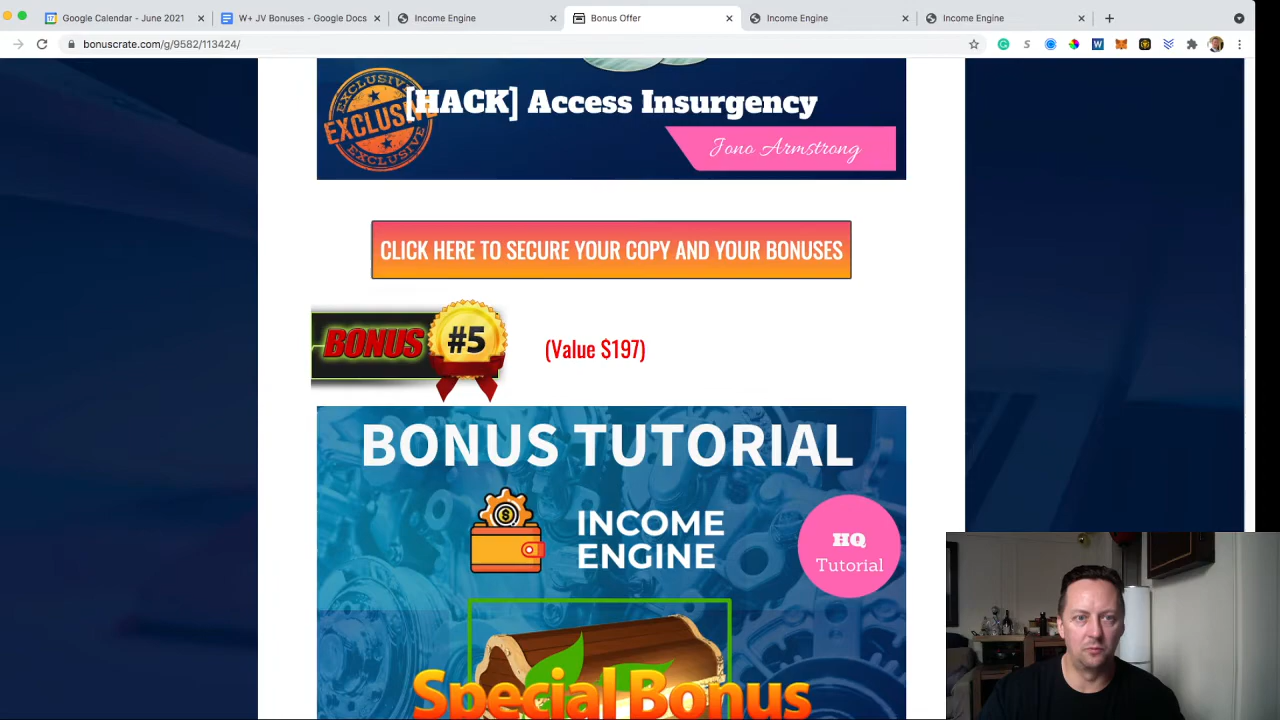 Google Calendar - June 2021
W+ JV Bonuses - Google Docs
Income Engine
Bonus Offer
Income Engine
Income Engine
bonuscrate.com/g/9582/113424/
EXCLUSIVE
EXCLUSIVE
EXCLUSIVE
[HACK] Access Insurgency
Jono Armstrong
CLICK HERE TO SECURE YOUR COPY AND YOUR BONUSES
BONUS #5
(Value $197)
BONUS TUTORIAL
INCOME
ENGINE
HQ
Tutorial
Special Bonus